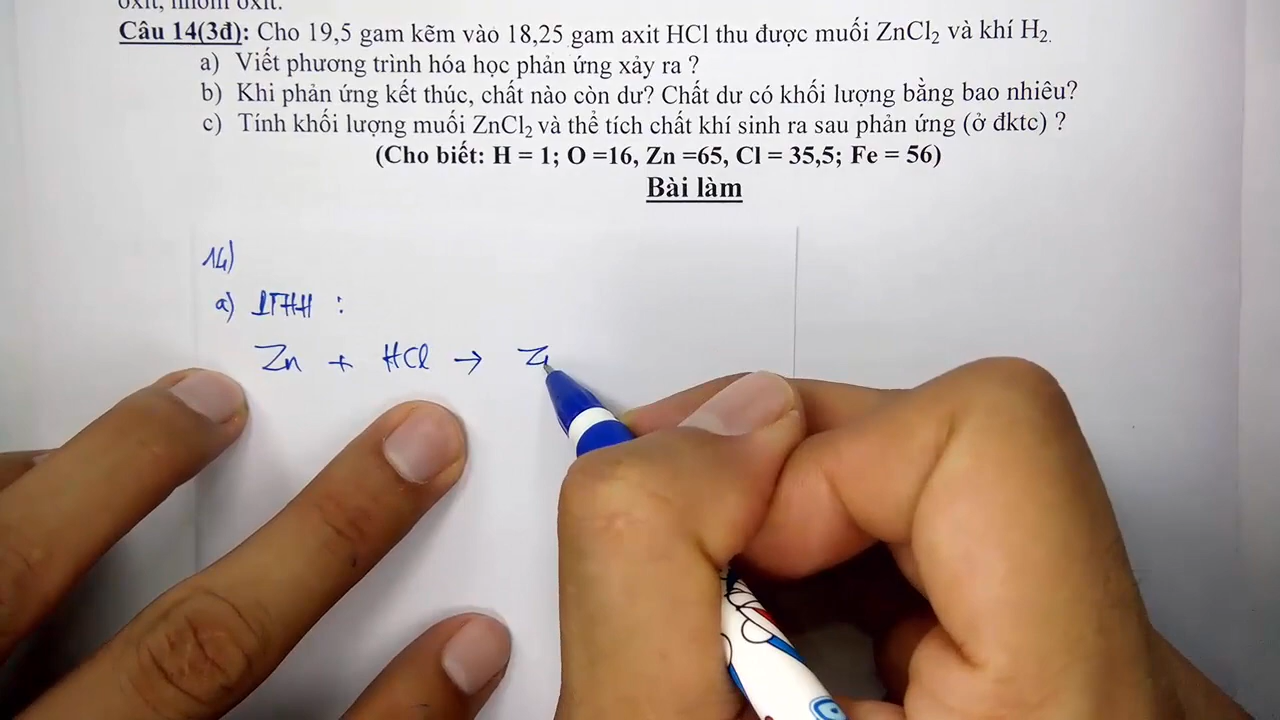 oxit, nhôm oxit.
Câu 14(3đ): Cho 19,5 gam kẽm vào 18,25 gam axit HCl thu được muối ZnCl₂ và khí H₂.
a) Viết phương trình hóa học phản ứng xảy ra ?
b) Khi phản ứng kết thúc, chất nào còn dư? Chất dư có khối lượng bằng bao nhiêu?
c) Tính khối lượng muối ZnCl₂ và thể tích chất khí sinh ra sau phản ứng (ở đktc) ?
(Cho biết: H = 1; O =16, Zn =65, Cl = 35,5; Fe = 56)
Bài làm
14)
a) PTHH :
Zn + HCl → Z